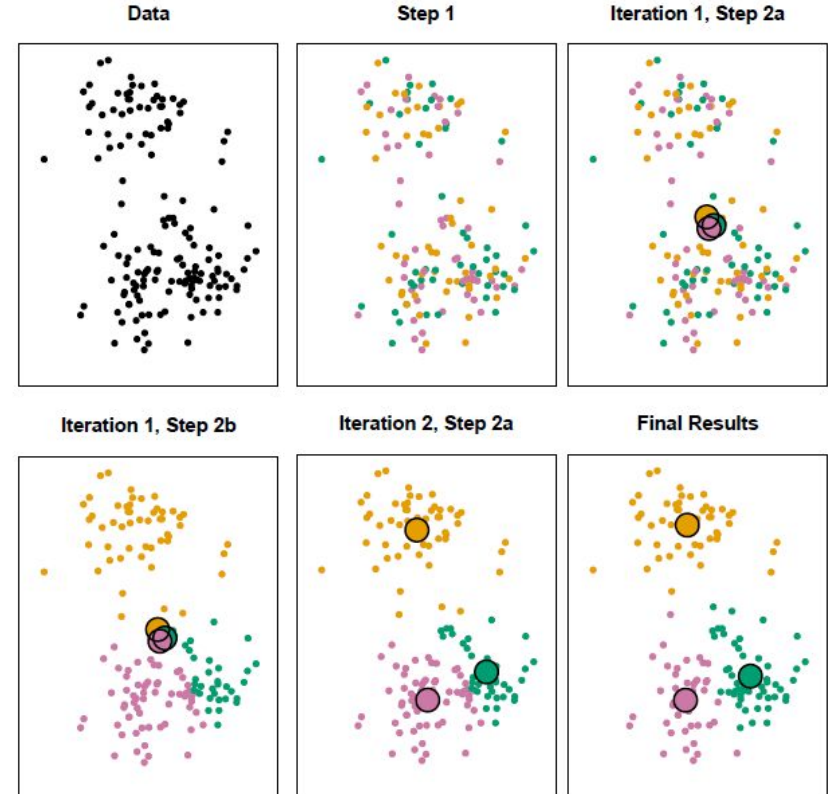 Data
Step 1
Iteration 1, Step 2a
Iteration 1, Step 2b
Iteration 2, Step 2a
Final Results